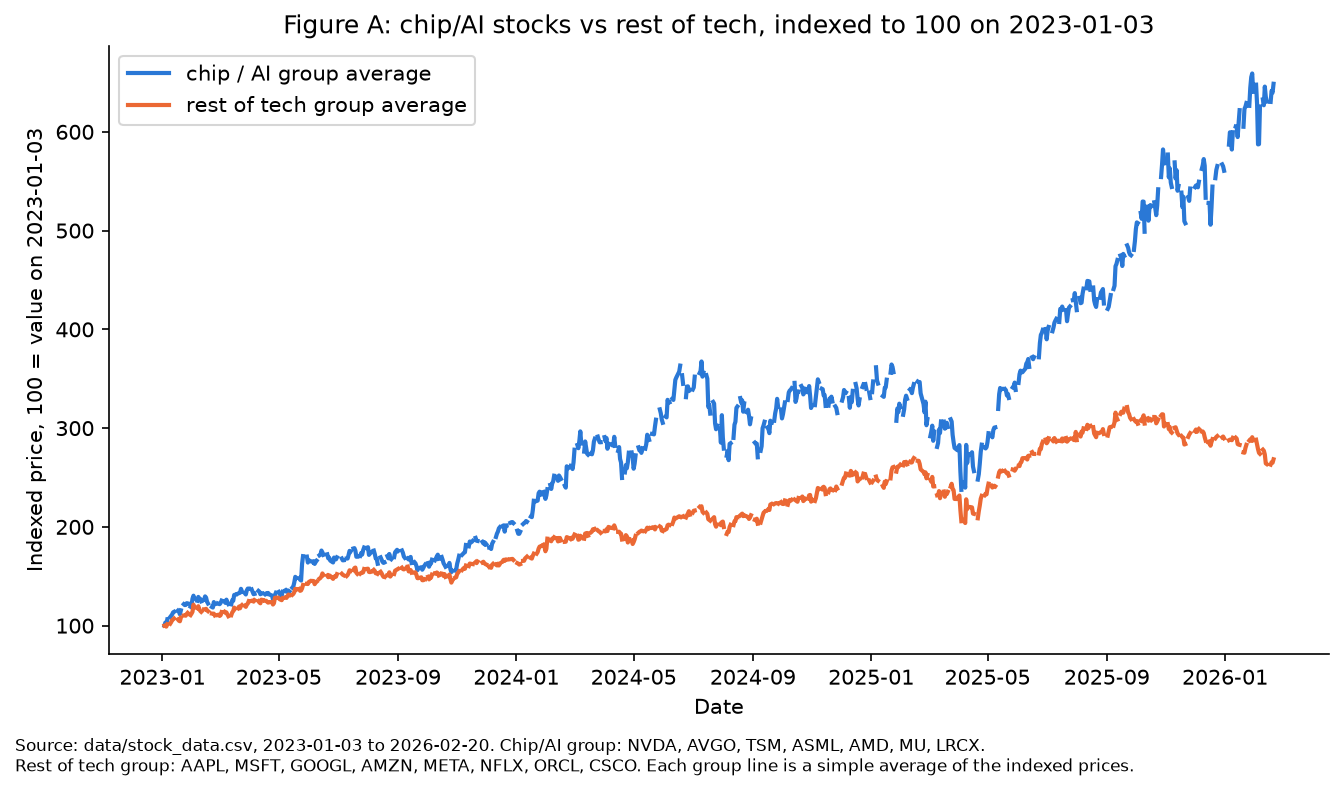 Figure A: chip/AI stocks vs rest of tech, indexed to 100 on 2023-01-03
chip / AI group average
rest of tech group average
Indexed price, 100 = value on 2023-01-03
600
500
400
300
200
100
2023-01 2023-05 2023-09 2024-01 2024-05 2024-09 2025-01 2025-05 2025-09 2026-01
Date
Source: data/stock_data.csv, 2023-01-03 to 2026-02-20. Chip/AI group: NVDA, AVGO, TSM, ASML, AMD, MU, LRCX.
Rest of tech group: AAPL, MSFT, GOOGL, AMZN, META, NFLX, ORCL, CSCO. Each group line is a simple average of the indexed prices.